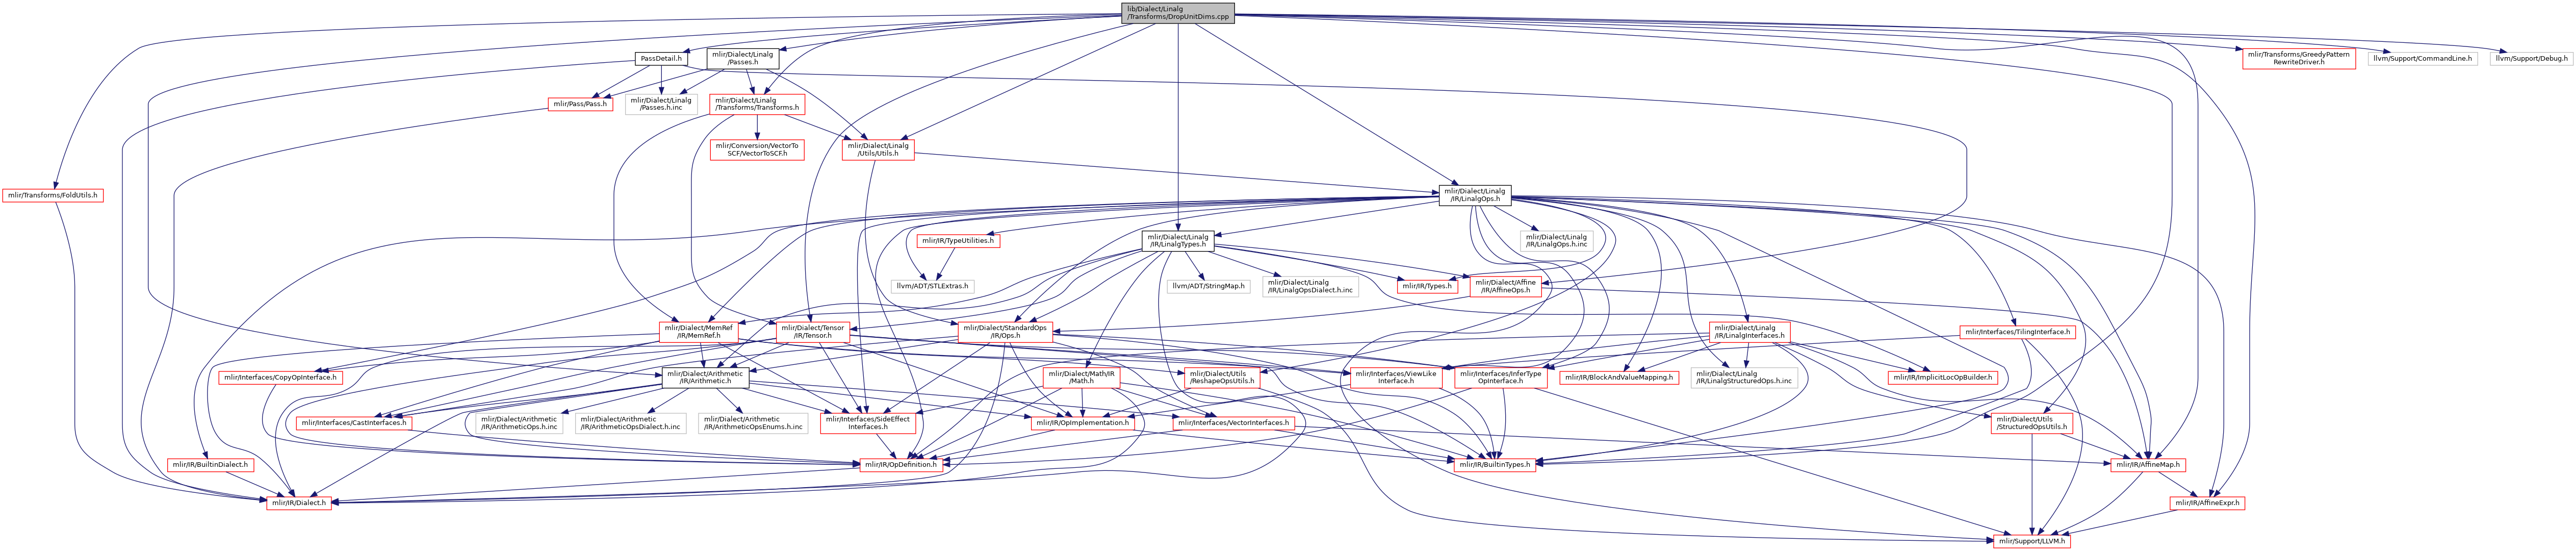 lib/Dialect/Linalg
/Transforms/DropUnitDims.cpp
PassDetail.h
mlir/Dialect/Linalg
/Passes.h
mlir/Transforms/GreedyPattern
RewriteDriver.h
llvm/Support/CommandLine.h
llvm/Support/Debug.h
mlir/Pass/Pass.h
mlir/Dialect/Linalg
/Passes.h.inc
mlir/Dialect/Linalg
/Transforms/Transforms.h
mlir/Conversion/VectorTo
SCF/VectorToSCF.h
mlir/Dialect/Linalg
/Utils/Utils.h
mlir/Transforms/FoldUtils.h
mlir/Dialect/Linalg
/IR/LinalgOps.h
mlir/IR/TypeUtilities.h
mlir/Dialect/Linalg
/IR/LinalgTypes.h
mlir/Dialect/Linalg
/IR/LinalgOps.h.inc
llvm/ADT/STLExtras.h
llvm/ADT/StringMap.h
mlir/Dialect/Linalg
/IR/LinalgOpsDialect.h.inc
mlir/IR/Types.h
mlir/Dialect/Affine
/IR/AffineOps.h
mlir/Dialect/MemRef
/IR/MemRef.h
mlir/Dialect/Tensor
/IR/Tensor.h
mlir/Dialect/StandardOps
/IR/Ops.h
mlir/Dialect/Linalg
/IR/LinalgInterfaces.h
mlir/Interfaces/TilingInterface.h
mlir/Interfaces/CopyOpInterface.h
mlir/Dialect/Arithmetic
/IR/Arithmetic.h
mlir/Dialect/Math/IR
/Math.h
mlir/Dialect/Utils
/ReshapeOpsUtils.h
mlir/Interfaces/ViewLike
Interface.h
mlir/Interfaces/InferType
OpInterface.h
mlir/IR/BlockAndValueMapping.h
mlir/Dialect/Linalg
/IR/LinalgStructuredOps.h.inc
mlir/IR/ImplicitLocOpBuilder.h
mlir/Interfaces/CastInterfaces.h
mlir/Dialect/Arithmetic
/IR/ArithmeticOps.h.inc
mlir/Dialect/Arithmetic
/IR/ArithmeticOpsDialect.h.inc
mlir/Dialect/Arithmetic
/IR/ArithmeticOpsEnums.h.inc
mlir/Interfaces/SideEffect
Interfaces.h
mlir/IR/OpImplementation.h
mlir/Interfaces/VectorInterfaces.h
mlir/Dialect/Utils
/StructuredOpsUtils.h
mlir/IR/BuiltinDialect.h
mlir/IR/OpDefinition.h
mlir/IR/BuiltinTypes.h
mlir/IR/AffineMap.h
mlir/IR/Dialect.h
mlir/IR/AffineExpr.h
mlir/Support/LLVM.h